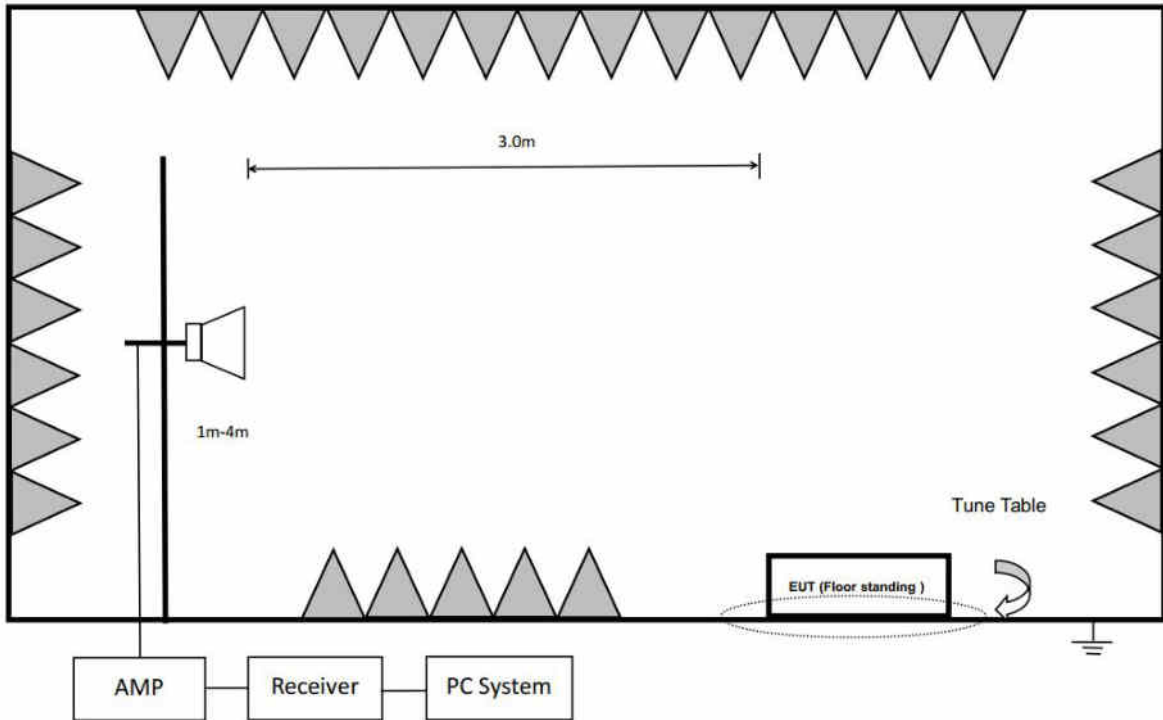 3.0m
1m-4m
Tune Table
EUT (Floor standing )
AMP
Receiver
PC System